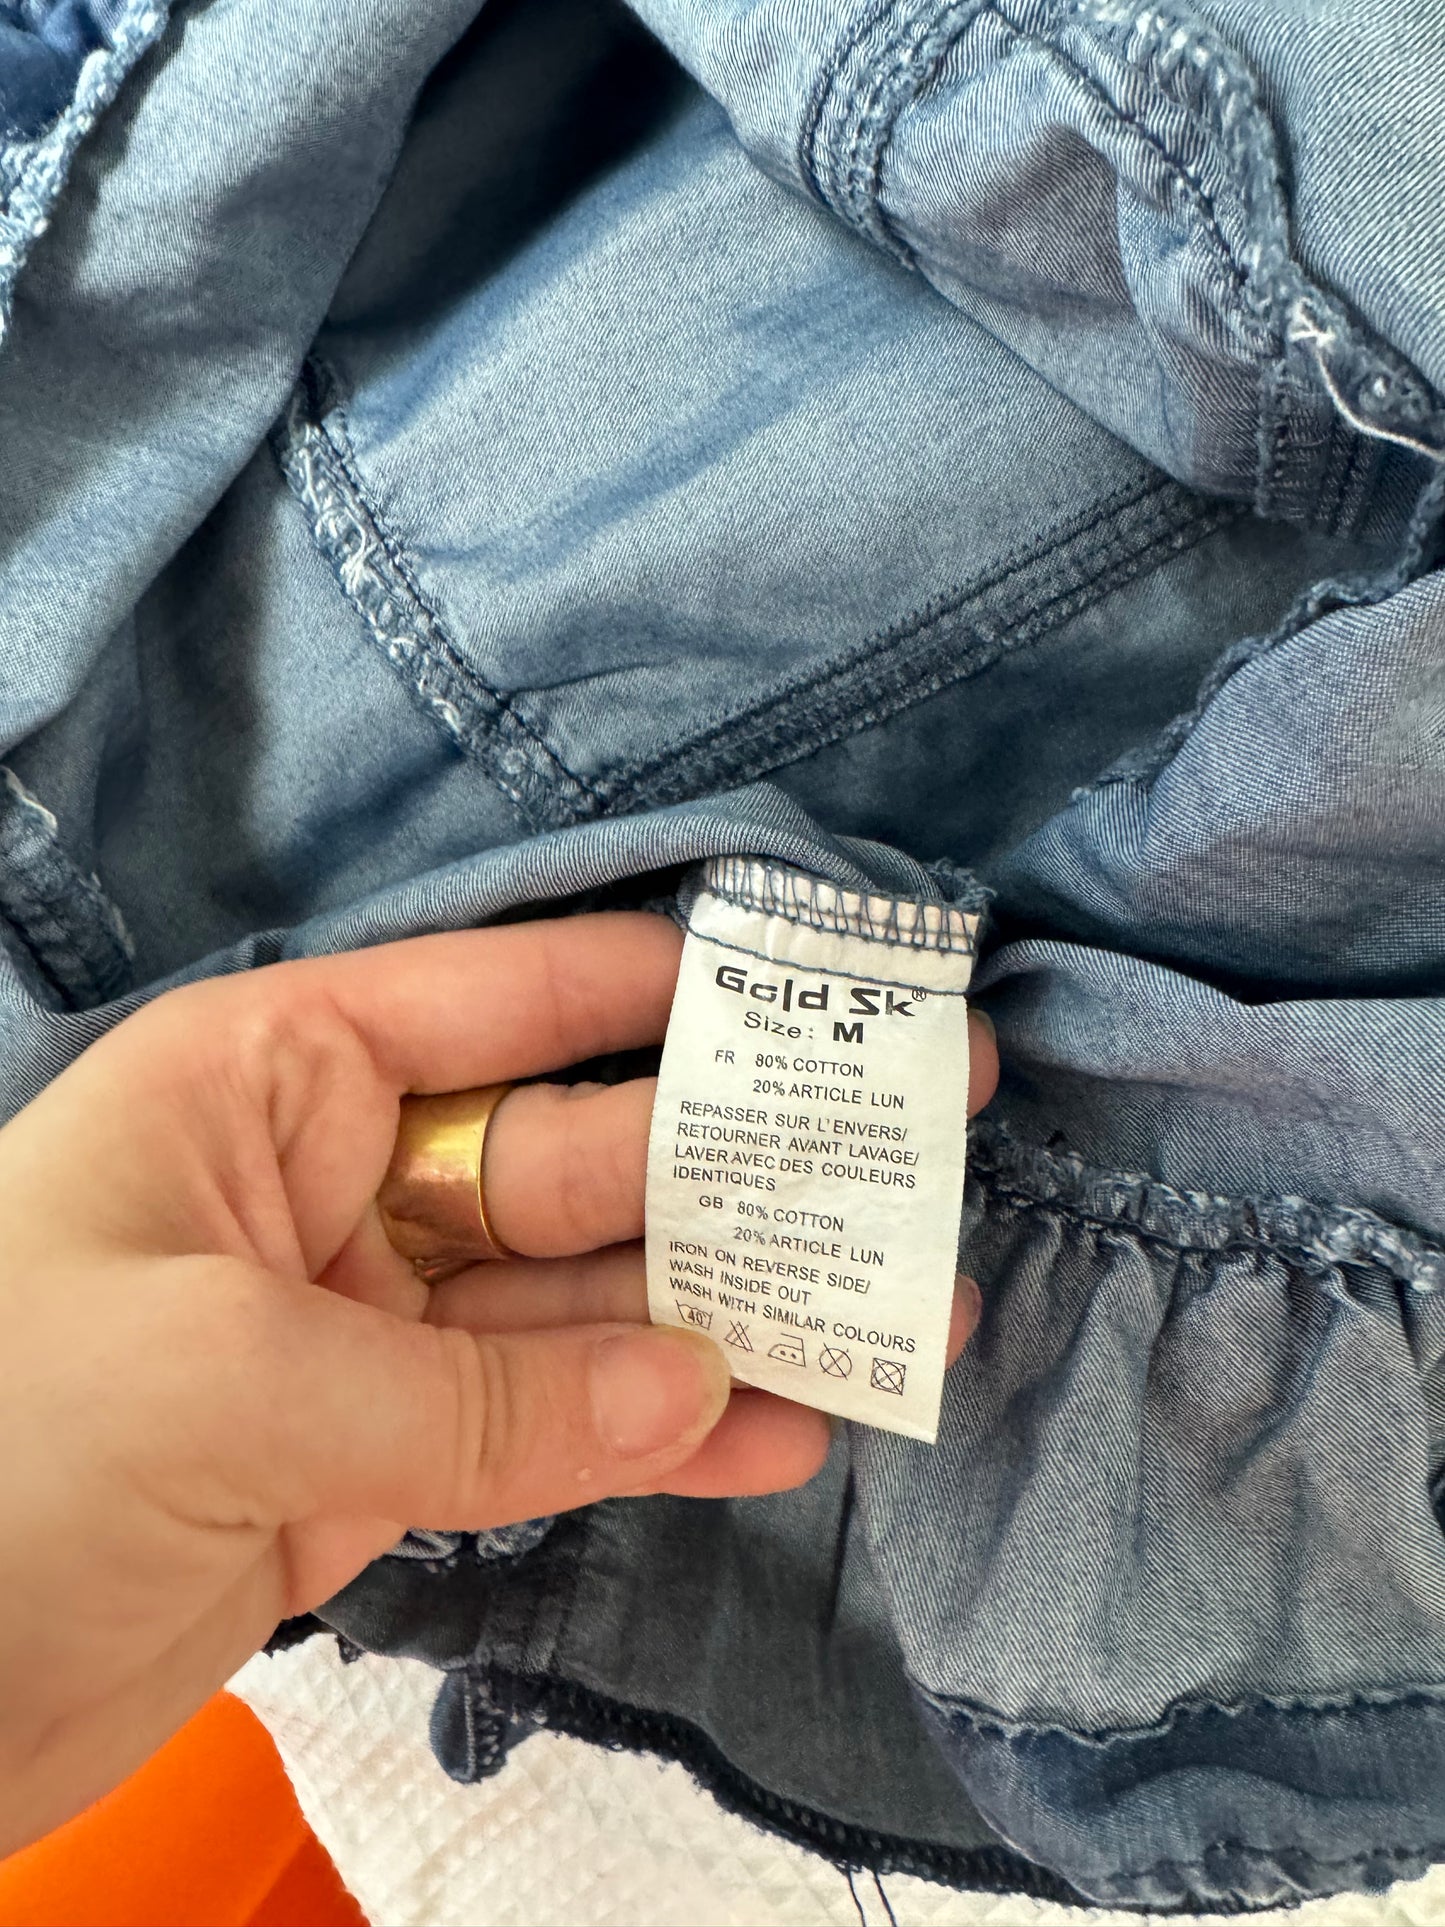 Gold Sk®
Size: M
FR 80% COTTON
20% ARTICLE LUN
REPASSER SUR L'ENVERS/
RETOURNER AVANT LAVAGE/
LAVER AVEC DES COULEURS
IDENTIQUES
GB 80% COTTON
20% ARTICLE LUN
IRON ON REVERSE SIDE/
WASH INSIDE OUT
WASH WITH SIMILAR COLOURS
40